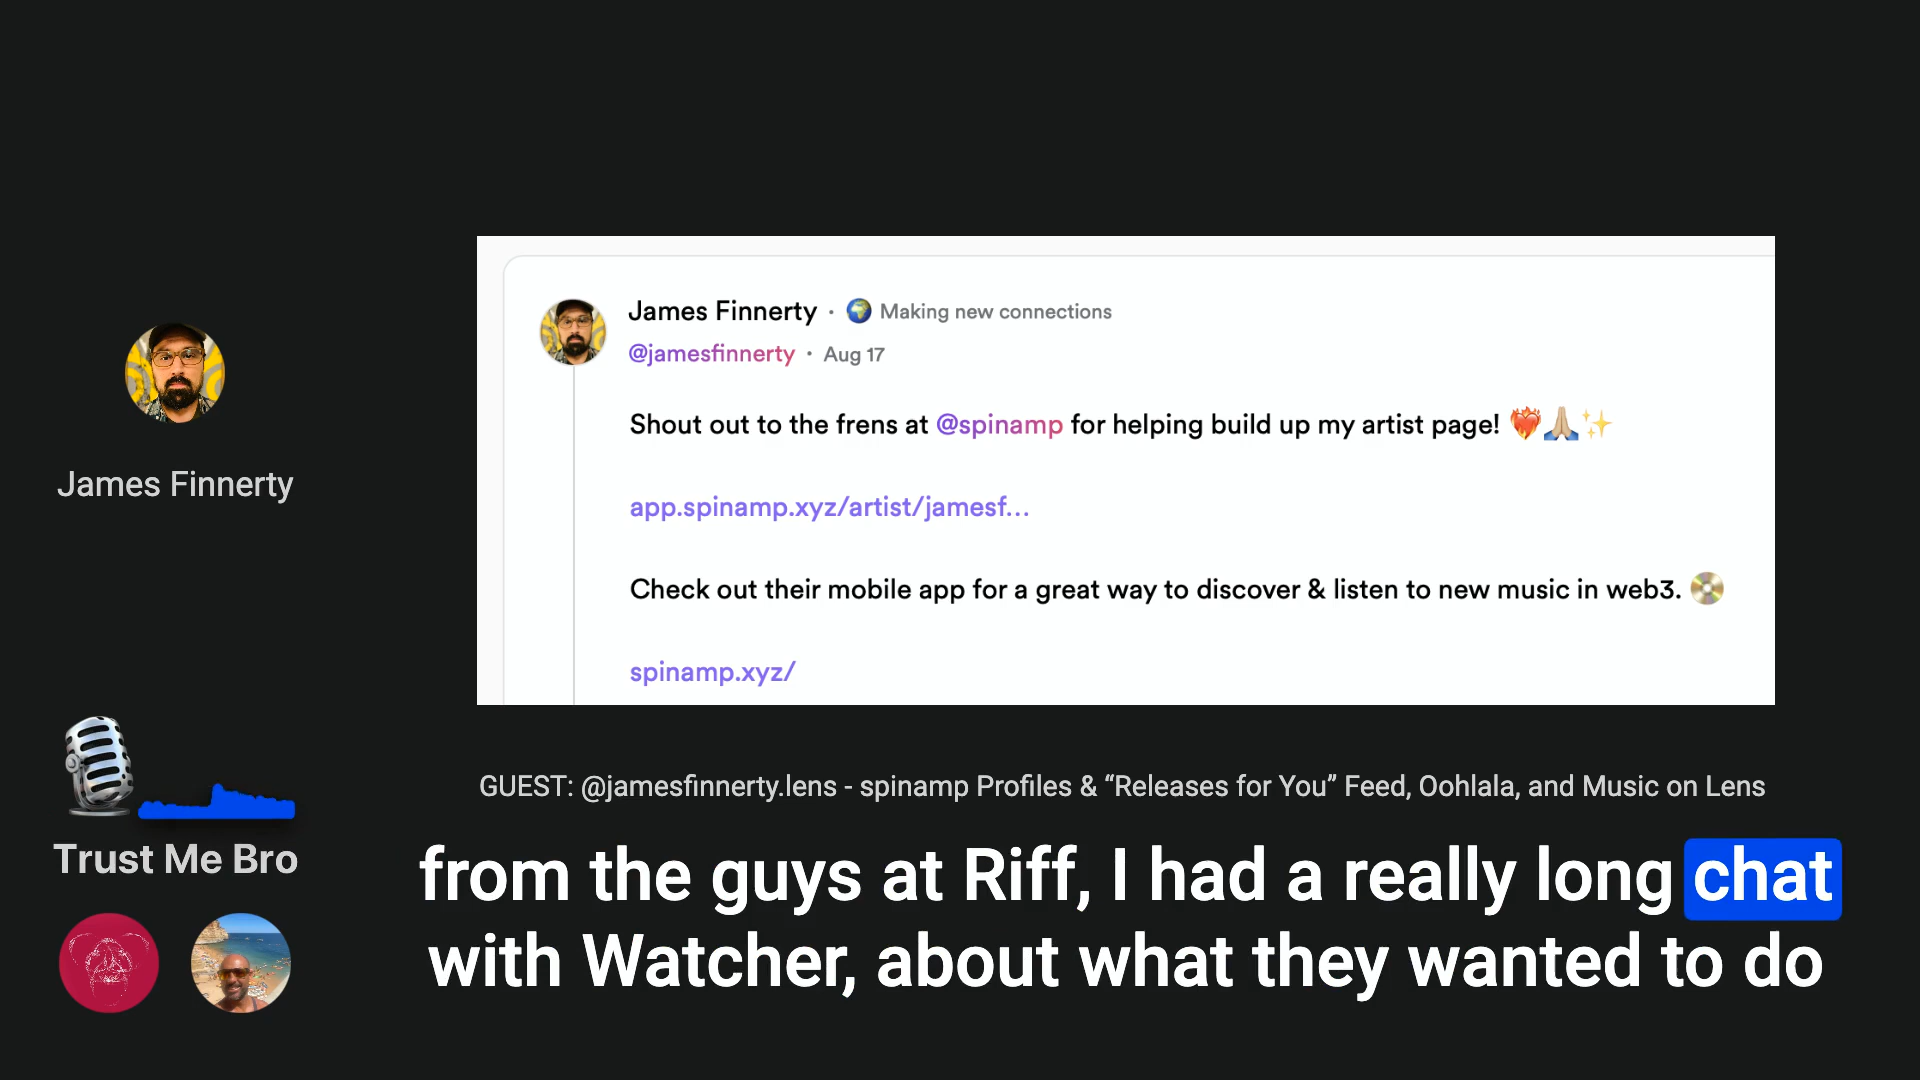 James Finnerty
Trust Me Bro
James Finnerty · Making new connections
@jamesfinnerty · Aug 17
Shout out to the frens at @spinamp for helping build up my artist page! ❤️‍🔥🙏🏼✨
app.spinamp.xyz/artist/jamesf...
Check out their mobile app for a great way to discover & listen to new music in web3. 📀
spinamp.xyz/
GUEST: @jamesfinnerty.lens - spinamp Profiles & “Releases for You” Feed, Oohlala, and Music on Lens
from the guys at Riff, I had a really long chat
with Watcher, about what they wanted to do